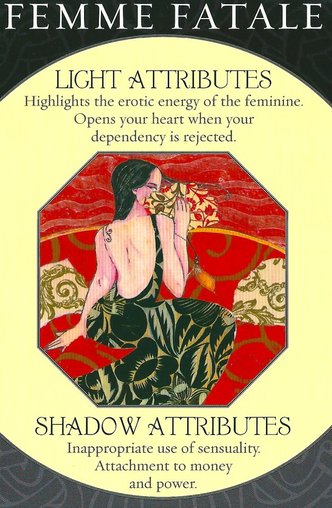 FEMME FATALE
LIGHT ATTRIBUTES
Highlights the erotic energy of the feminine.
Opens your heart when your
dependency is rejected.
SHADOW ATTRIBUTES
Inappropriate use of sensuality.
Attachment to money
and power.